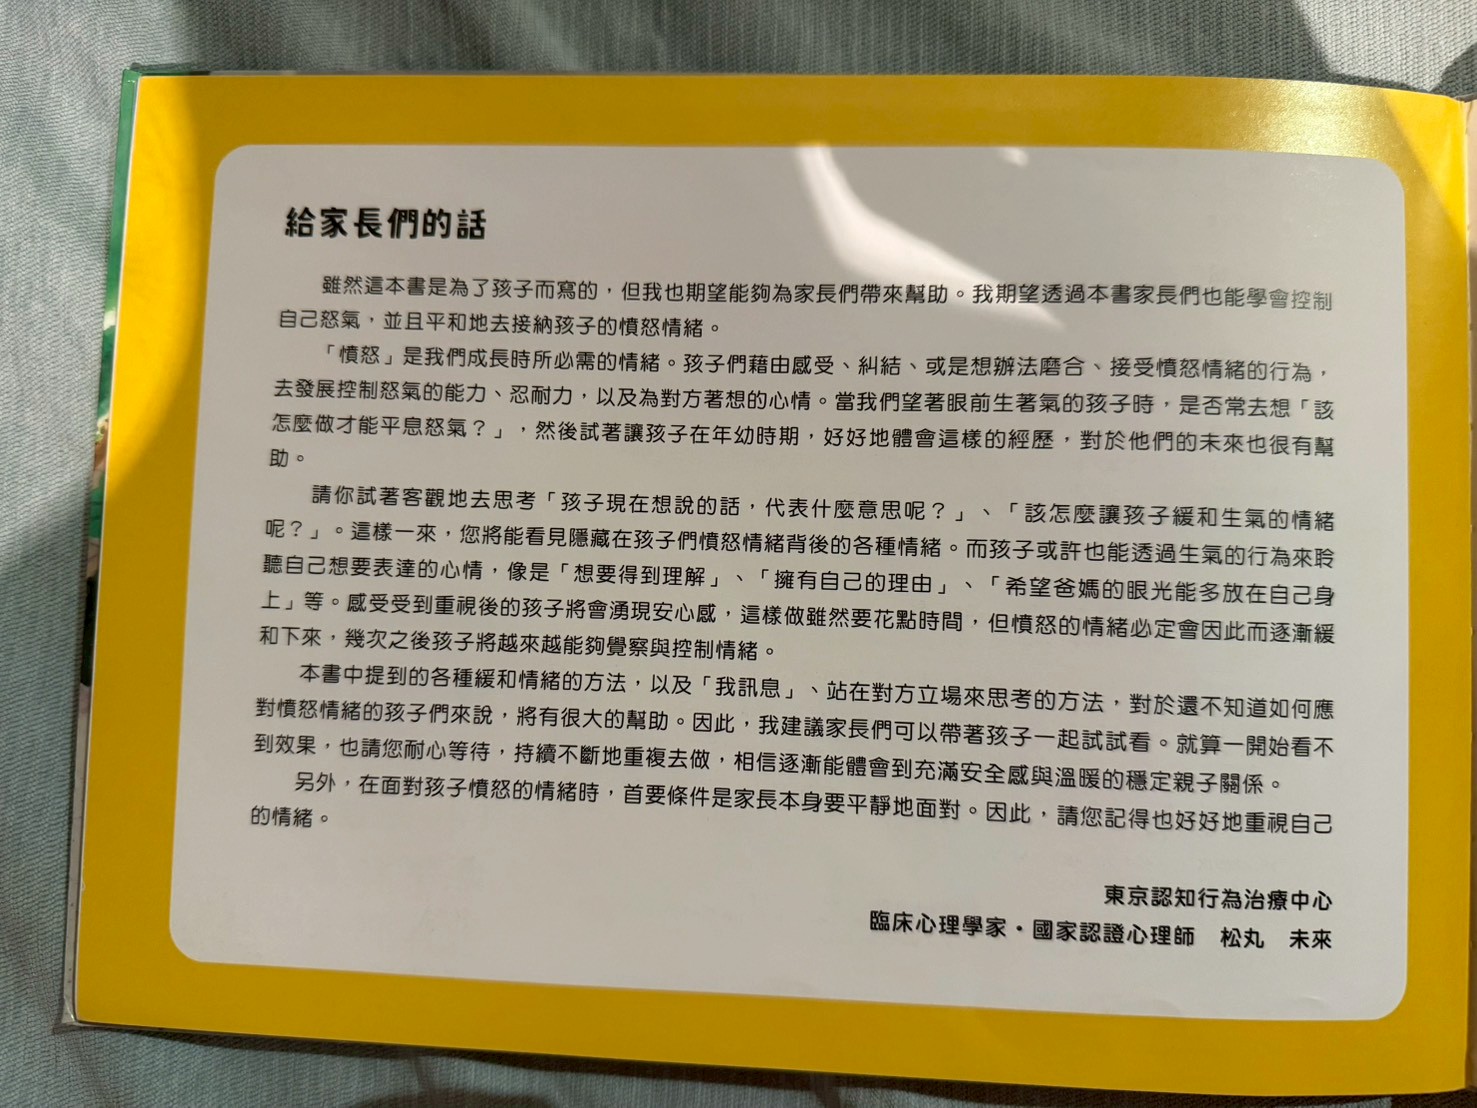 給家長們的話
雖然這本書是為了孩子而寫的，但我也期望能夠為家長們帶來幫助。我期望透過本書家長們也能學會控制
自己怒氣，並且平和地去接納孩子的憤怒情緒。
「憤怒」是我們成長時所必需的情緒。孩子們藉由感受、糾結、或是想辦法磨合、接受憤怒情緒的行為，
去發展控制怒氣的能力、忍耐力，以及為對方著想的心情。當我們望著眼前生著氣的孩子時，是否常去想「該
怎麼做才能平息怒氣？」，然後試著讓孩子在年幼時期，好好地體會這樣的經歷，對於他們的未來也很有幫
助。
請你試著客觀地去思考「孩子現在想說的話，代表什麼意思呢？」、「該怎麼讓孩子緩和生氣的情緒
呢？」。這樣一來，您將能看見隱藏在孩子們憤怒情緒背後的各種情緒。而孩子或許也能透過生氣的行為來聆
聽自己想要表達的心情，像是「想要得到理解」、「擁有自己的理由」、「希望爸媽的眼光能多放在自己身
上」等。感受受到重視後的孩子將會湧現安心感，這樣做雖然要花點時間，但憤怒的情緒必定會因此而逐漸緩
和下來，幾次之後孩子將越來越能夠覺察與控制情緒。
本書中提到的各種緩和情緒的方法，以及「我訊息」、站在對方立場來思考的方法，對於還不知道如何應
對憤怒情緒的孩子們來說，將有很大的幫助。因此，我建議家長們可以帶著孩子一起試試看。就算一開始看不
到效果，也請您耐心等待，持續不斷地重複去做，相信逐漸能體會到充滿安全感與溫暖的穩定親子關係。
另外，在面對孩子憤怒的情緒時，首要條件是家長本身要平靜地面對。因此，請您記得也好好地重視自己
的情緒。
東京認知行為治療中心
臨床心理學家・國家認證心理師　松丸　未來